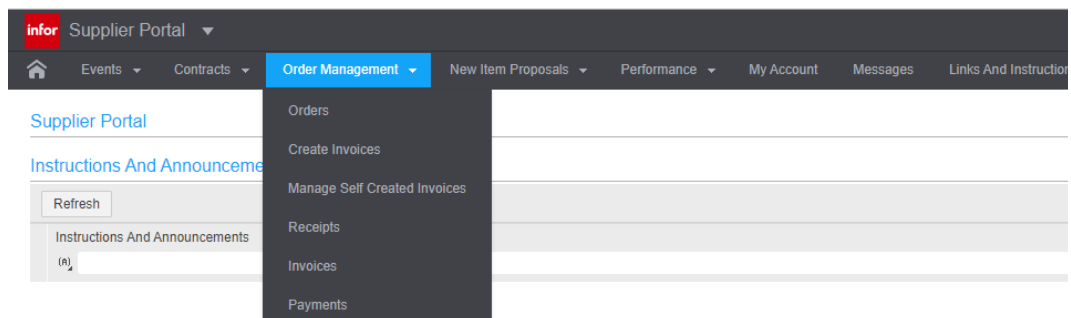 infor Supplier Portal
Events Contracts Order Management New Item Proposals Performance My Account Messages Links And Instruction
Orders
Supplier Portal
Create Invoices
Instructions And Announceme
Manage Self Created Invoices
Refresh
Receipts
Instructions And Announcements
(A)
Invoices
Payments